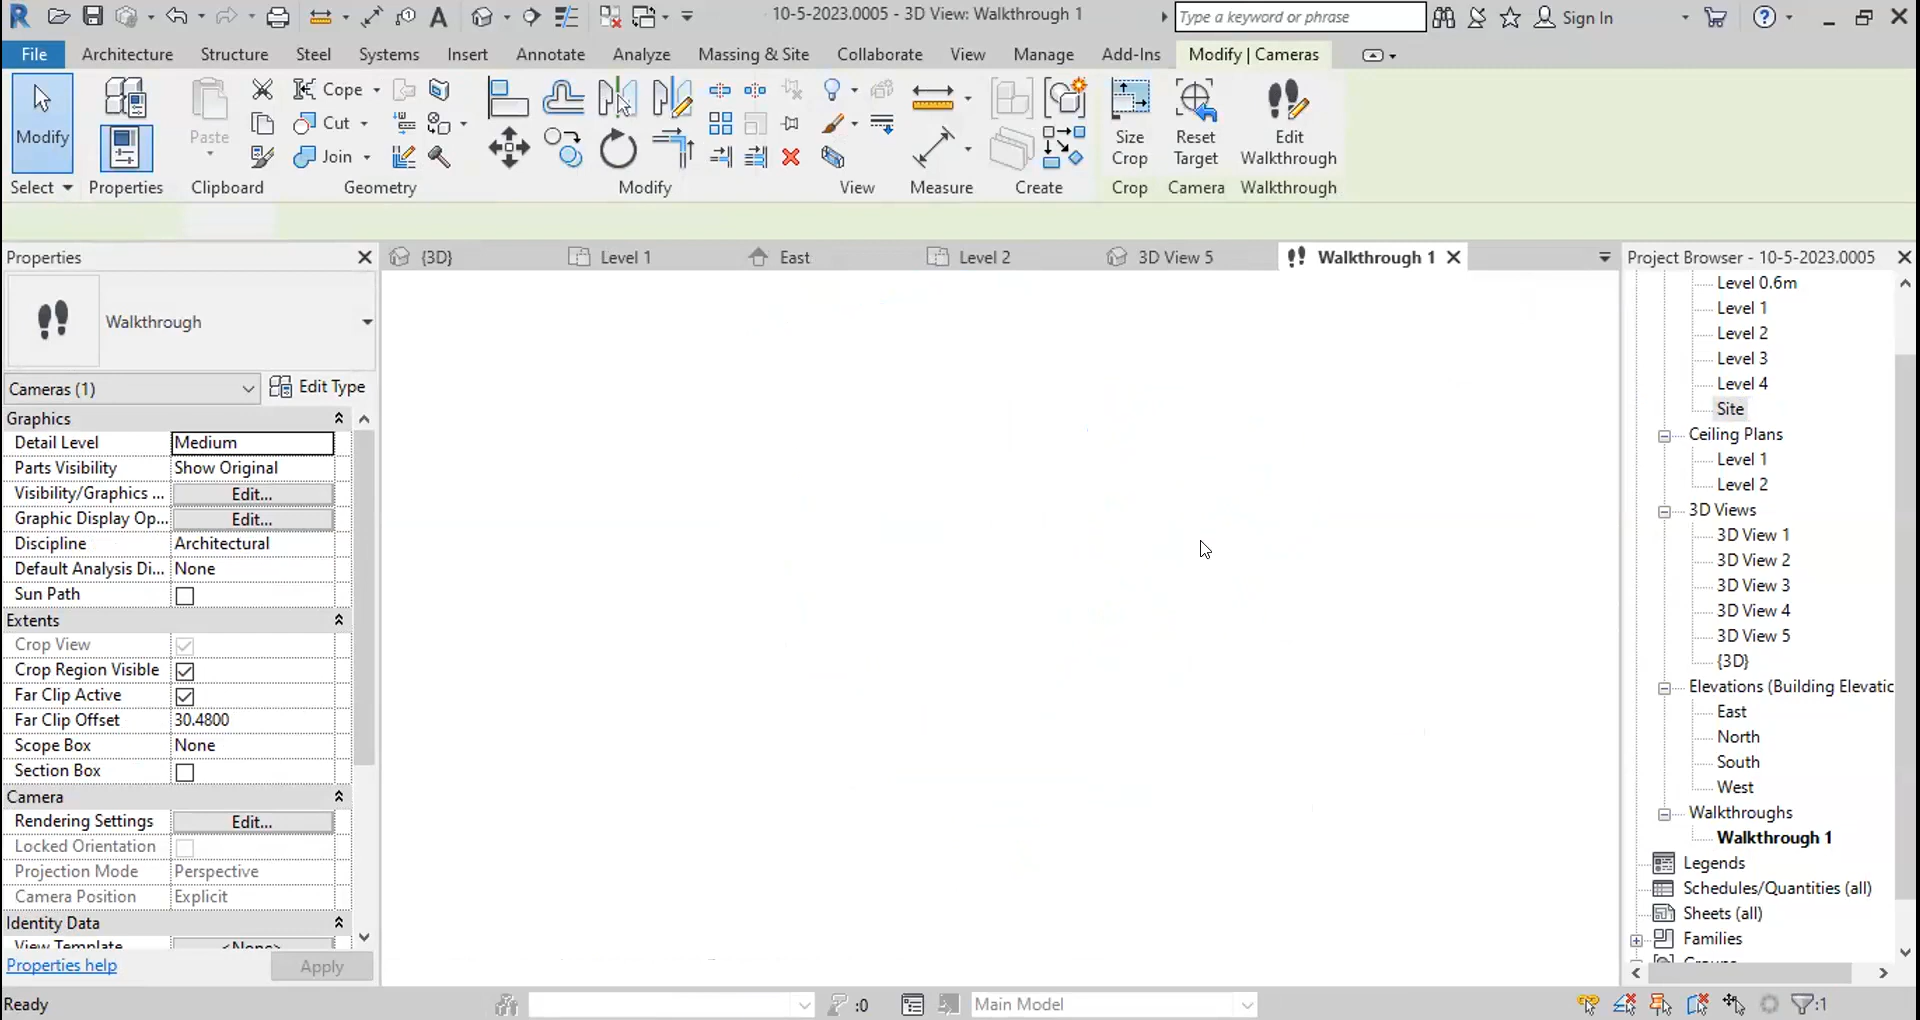 10-5-2023.0005 - 3D View: Walkthrough 1
Type a keyword or phrase
Sign In
File Architecture Structure Steel Systems Insert Annotate Analyze Massing & Site Collaborate View Manage Add-Ins Modify | Cameras
Modify
Paste
Cope
Cut
Join
Size Crop
Reset Target
Edit Walkthrough
Select Properties Clipboard Geometry Modify View Measure Create Crop Camera Walkthrough
Properties
{3D} Level 1 East Level 2 3D View 5 Walkthrough 1
Walkthrough
Cameras (1) Edit Type
Graphics
Detail Level Medium
Parts Visibility Show Original
Visibility/Graphics ... Edit...
Graphic Display Op... Edit...
Discipline Architectural
Default Analysis Di... None
Sun Path
Extents
Crop View
Crop Region Visible
Far Clip Active
Far Clip Offset 30.4800
Scope Box None
Section Box
Camera
Rendering Settings Edit...
Locked Orientation
Projection Mode Perspective
Camera Position Explicit
Identity Data
View Template <None>
Properties help Apply
Project Browser - 10-5-2023.0005
Level 0.6m
Level 1
Level 2
Level 3
Level 4
Site
Ceiling Plans
Level 1
Level 2
3D Views
3D View 1
3D View 2
3D View 3
3D View 4
3D View 5
{3D}
Elevations (Building Elevatic
East
North
South
West
Walkthroughs
Walkthrough 1
Legends
Schedules/Quantities (all)
Sheets (all)
Families
Ready
:0
Main Model
:1